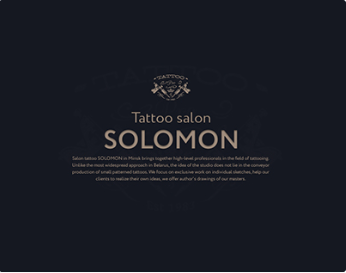 TATTOO
Tattoo salon
SOLOMON
Salon tattoo SOLOMON in Minsk brings together high-level professionals in the field of tattooing.
Unlike the most widespread approach in Belarus, the idea of the studio does not lie in the conveyor
production of small patterned tattoos. We focus on exclusive work on individual sketches, help our
clients to realize their own ideas, we offer author's drawings of our masters.